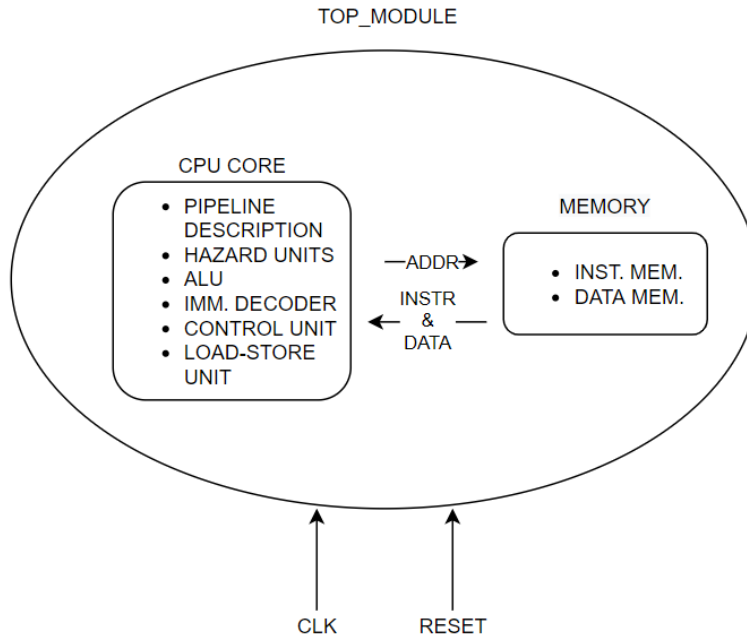 TOP_MODULE
CPU CORE
• PIPELINE
DESCRIPTION
• HAZARD UNITS
• ALU
• IMM. DECODER
• CONTROL UNIT
• LOAD-STORE
UNIT
ADDR
INSTR
&
DATA
MEMORY
• INST. MEM.
• DATA MEM.
CLK
RESET